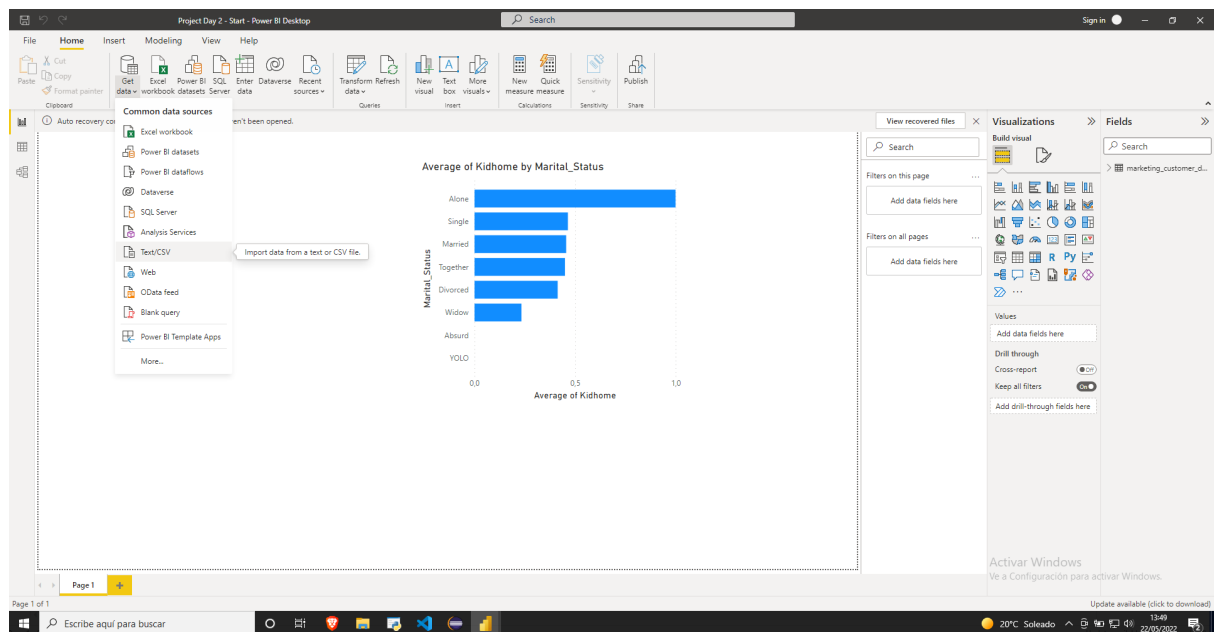 Project Day 2 - Start - Power BI Desktop
Search
Sign in
File Home Insert Modeling View Help
Paste
Cut
Copy
Format painter
Clipboard
Get data
Excel workbook
Power BI datasets
SQL Server
Enter data
Dataverse
Recent sources
Transform data
Refresh
Queries
New visual
Text box
More visuals
Insert
New measure
Quick measure
Calculations
Sensitivity
Sensitivity
Publish
Share
Auto recovery co
en't been opened.
View recovered files
Common data sources
Excel workbook
Power BI datasets
Power BI dataflows
Dataverse
SQL Server
Analysis Services
Text/CSV
Import data from a text or CSV file.
Web
OData feed
Blank query
Power BI Template Apps
More...
Average of Kidhome by Marital_Status
Marital_Status
Alone
Single
Married
Together
Divorced
Widow
Absurd
YOLO
0,0 0,5 1,0
Average of Kidhome
Search
Filters on this page ...
Add data fields here
Filters on all pages ...
Add data fields here
Visualizations
Build visual
R Py
...
Values
Add data fields here
Drill through
Cross-report Off
Keep all filters On
Add drill-through fields here
Fields
Search
marketing_customer_d...
Activar Windows
Ve a Configuración para activar Windows.
Page 1
Page 1 of 1
Update available (click to download)
Escribe aquí para buscar
20°C Soleado
13:49
22/05/2022